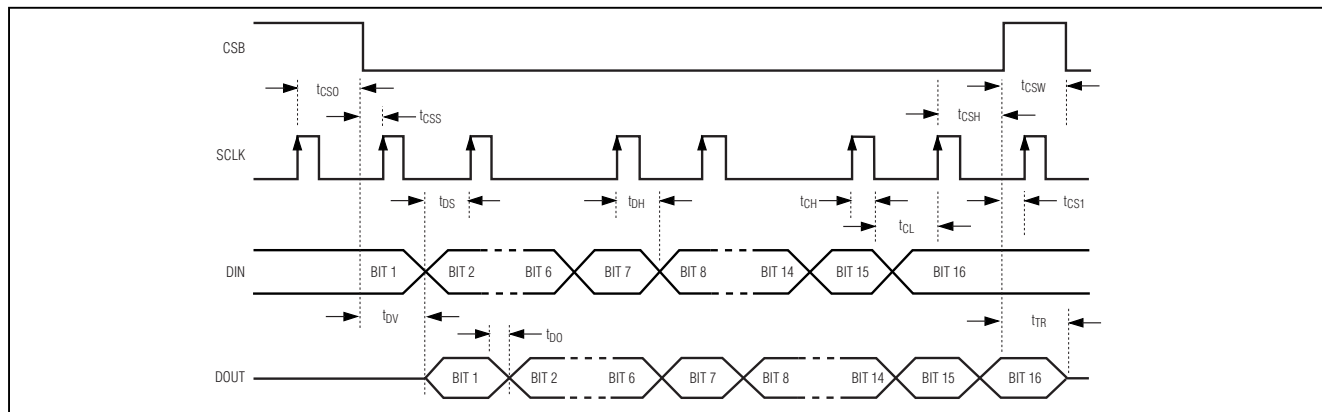 CSB
tCSO
tCSS
tCSH
tCSW
SCLK
tDS
tDH
tCH
tCL
tCS1
DIN
BIT 1
BIT 2
BIT 6
BIT 7
BIT 8
BIT 14
BIT 15
BIT 16
tDV
tDO
tTR
DOUT
BIT 1
BIT 2
BIT 6
BIT 7
BIT 8
BIT 14
BIT 15
BIT 16